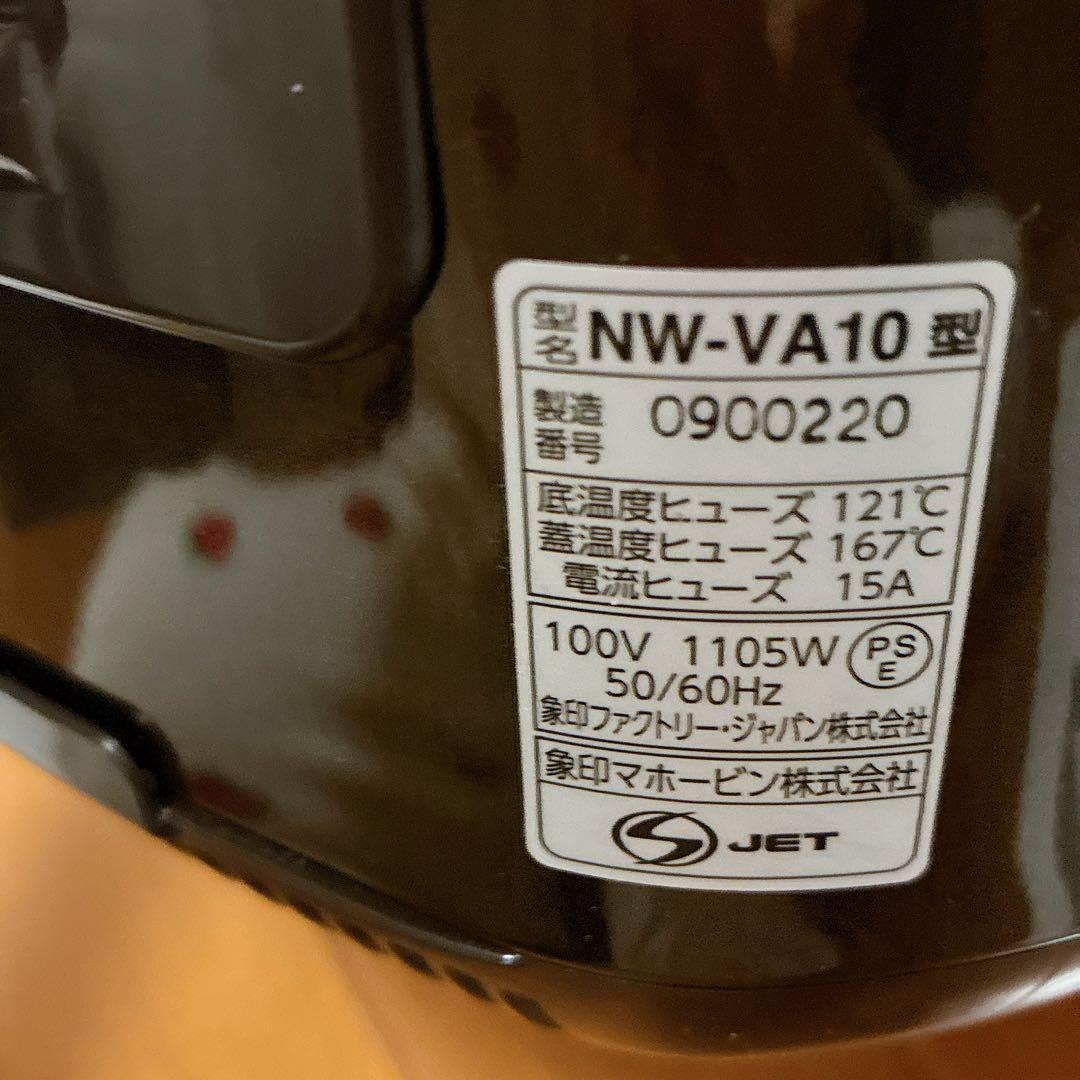 型名 NW-VA10 型
製造番号 0900220
底温度ヒューズ 121℃
蓋温度ヒューズ 167℃
電流ヒューズ 15A
100V 1105W PSE
50/60Hz
象印ファクトリー・ジャパン株式会社
象印マホービン株式会社
S JET